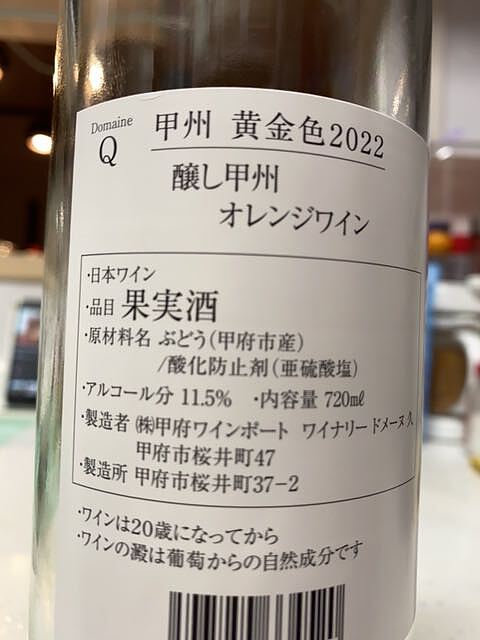 Domaine
Q
甲州 黄金色2022
醸し甲州
オレンジワイン
・日本ワイン
・品目 果実酒
・原材料名 ぶどう(甲府市産)
/酸化防止剤(亜硫酸塩)
・アルコール分 11.5% ・内容量 720㎖
・製造者 ㈱甲府ワインポート ワイナリー ドメーヌ 久
甲府市桜井町47
・製造所 甲府市桜井町37-2
・ワインは20歳になってから
・ワインの澱は葡萄からの自然成分です